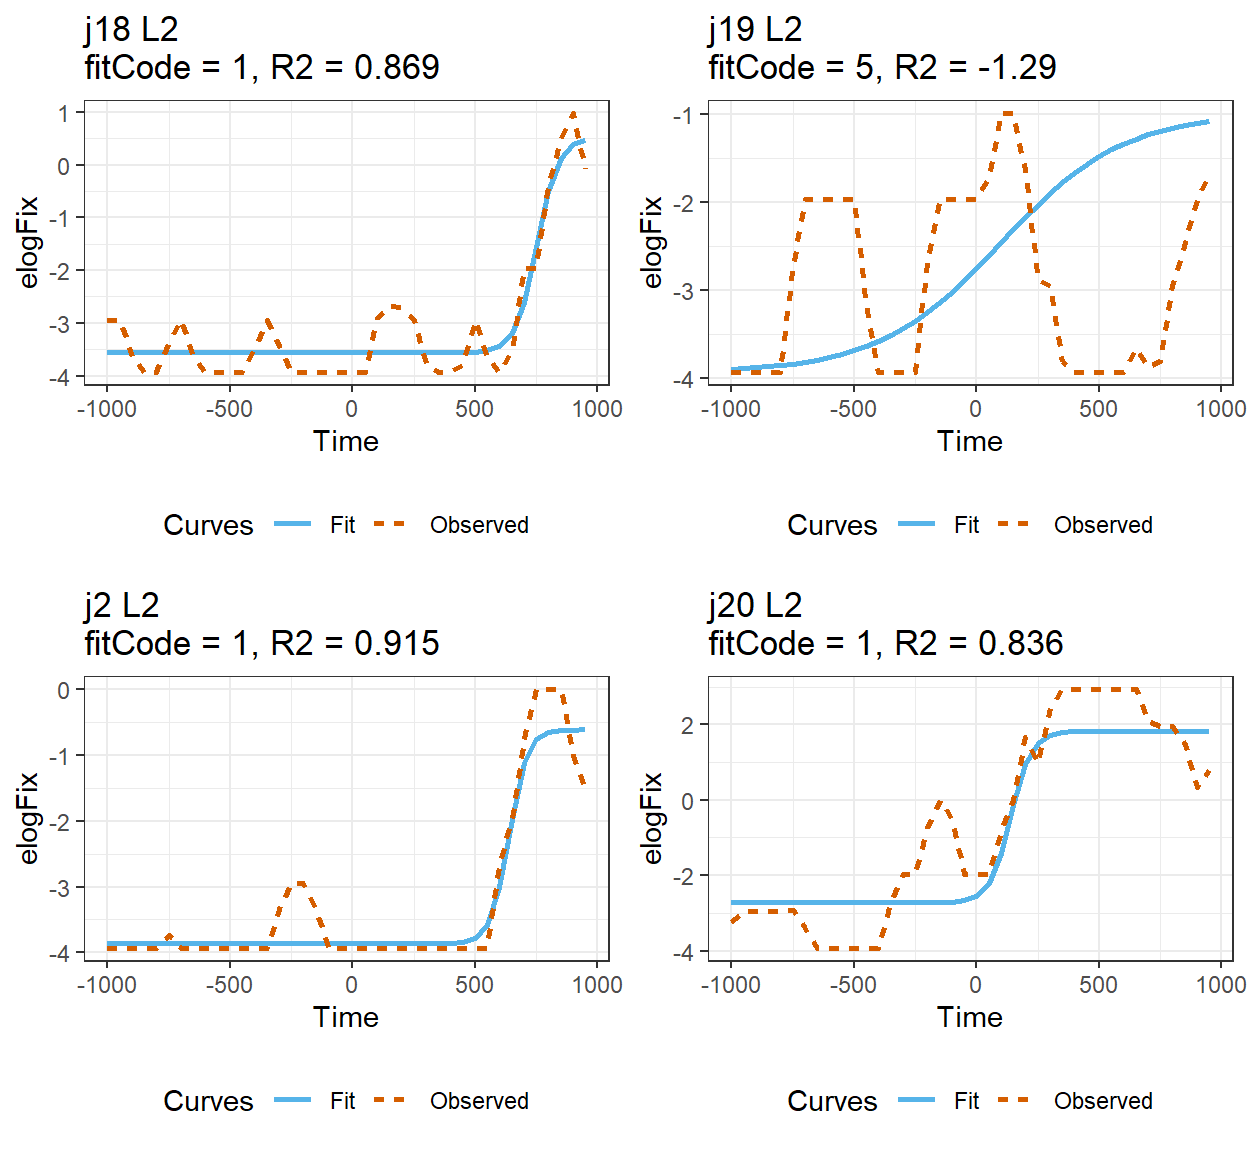 j18 L2
fitCode = 1, R2 = 0.869
1
0
-1
-2
-3
-4
elogFix
-1000
-500
0
500
1000
Time
Curves Fit Observed
j19 L2
fitCode = 5, R2 = -1.29
-1
-2
-3
-4
elogFix
-1000
-500
0
500
1000
Time
Curves Fit Observed
j2 L2
fitCode = 1, R2 = 0.915
0
-1
-2
-3
-4
elogFix
-1000
-500
0
500
1000
Time
Curves Fit Observed
j20 L2
fitCode = 1, R2 = 0.836
2
0
-2
-4
elogFix
-1000
-500
0
500
1000
Time
Curves Fit Observed